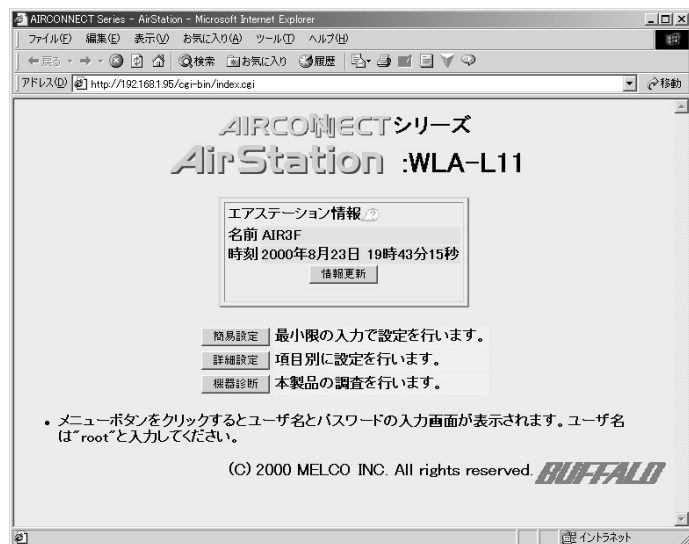 AIRCONNECT Series - AirStation - Microsoft Internet Explorer
ファイル(F) 編集(E) 表示(V) お気に入り(A) ツール(T) ヘルプ(H)
戻る 検索 お気に入り 履歴
アドレス(D) http://192.168.1.95/cgi-bin/index.cgi 移動
AIRCONNECTシリーズ
AirStation :WLA-L11
エアステーション情報 ?
名前 AIR3F
時刻 2000年8月23日 19時43分15秒
情報更新
簡易設定 最小限の入力で設定を行います。
詳細設定 項目別に設定を行います。
機器診断 本製品の調査を行います。
• メニューボタンをクリックするとユーザ名とパスワードの入力画面が表示されます。ユーザ名
は"root"と入力してください。
(C) 2000 MELCO INC. All rights reserved. BUFFALO
イントラネット